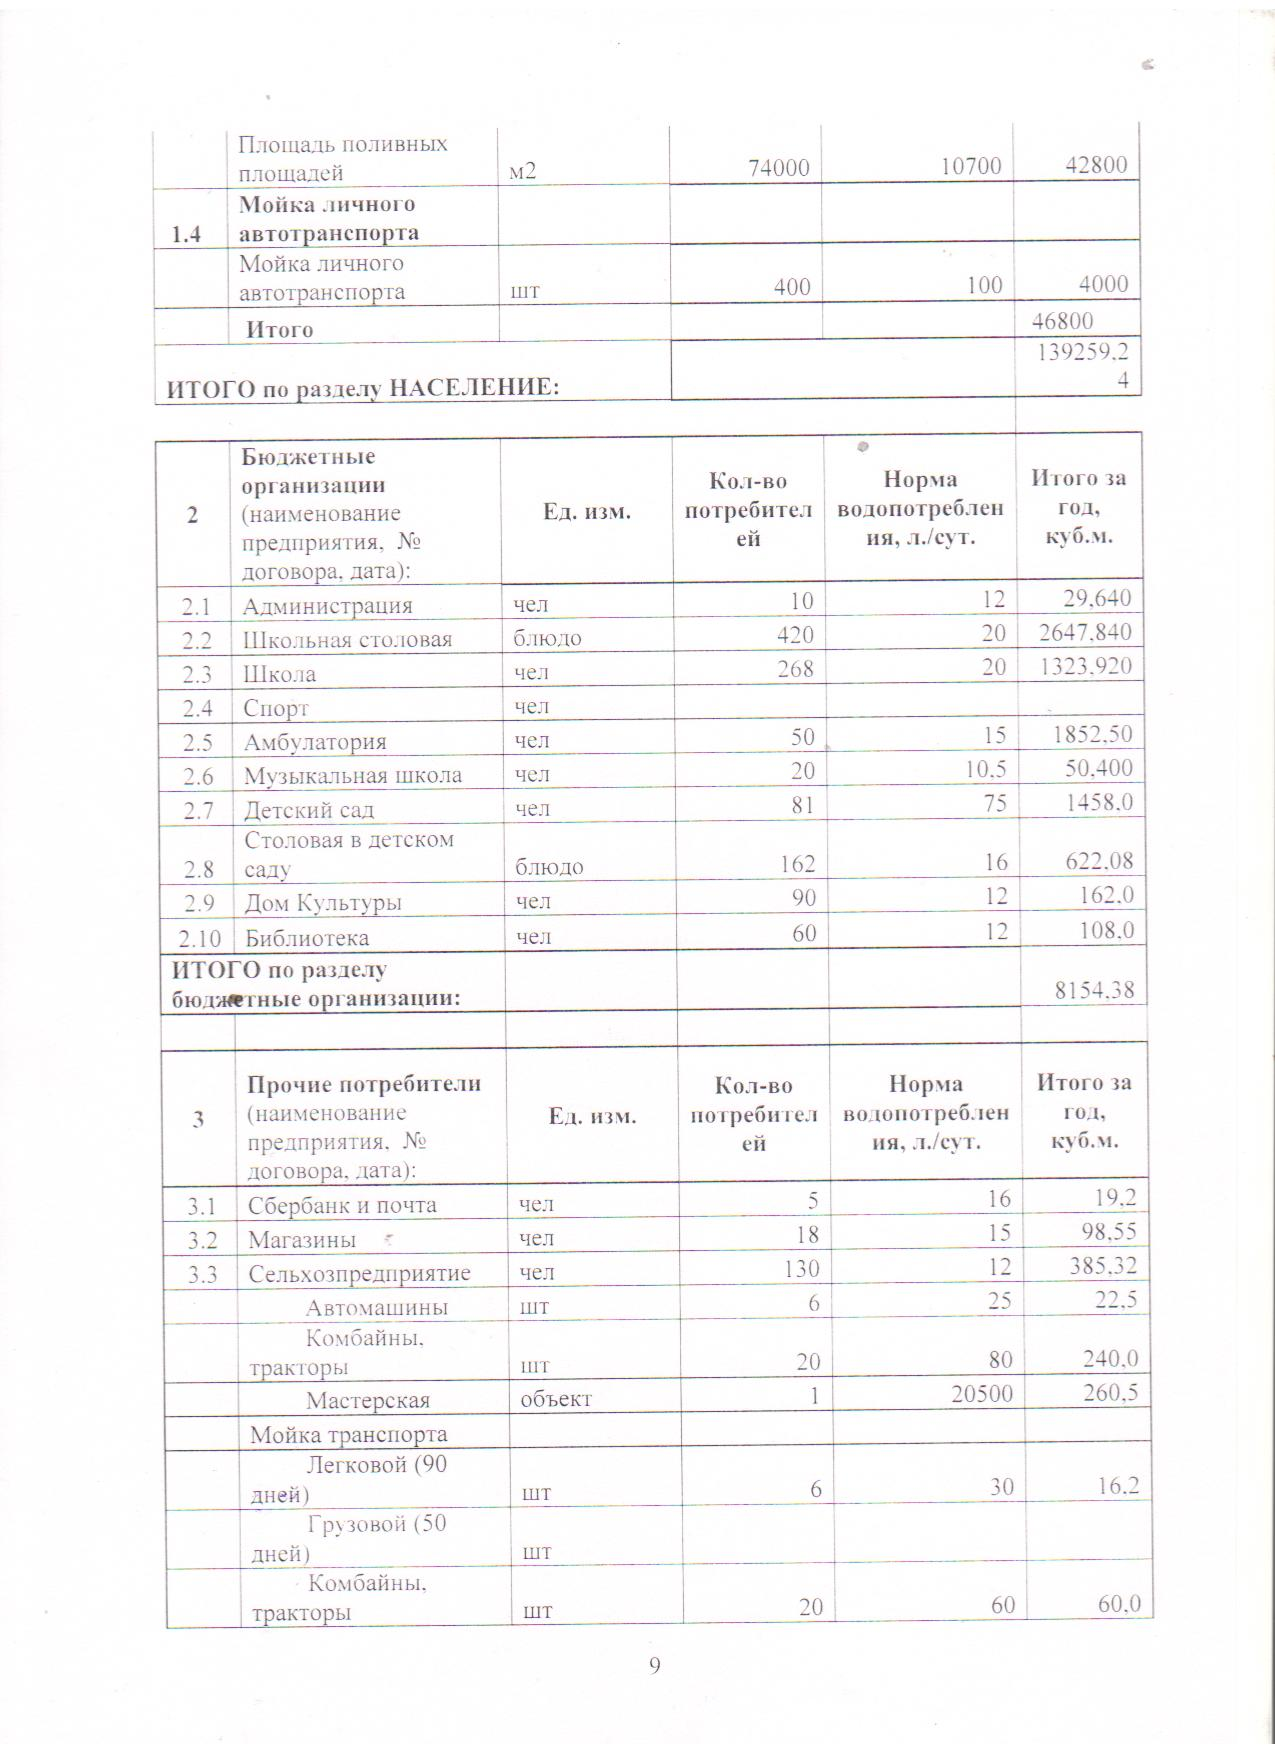 Площадь поливных
площадей м2 74000 10700 42800
Мойка личного
1.4 автотранспорта
Мойка личного
автотранспорта шт 400 100 4000
Итого 46800
139259,2
ИТОГО по разделу НАСЕЛЕНИЕ: 4
2 Бюджетные
организации
(наименование
предприятия, №
договора, дата): Ед. изм. Кол-во
потребител
ей Норма
водопотреблен
ия, л./сут. Итого за
год,
куб.м.
2.1 Администрация чел 10 12 29,640
2.2 Школьная столовая блюдо 420 20 2647,840
2.3 Школа чел 268 20 1323,920
2.4 Спорт чел
2.5 Амбулатория чел 50 15 1852,50
2.6 Музыкальная школа чел 20 10,5 50,400
2.7 Детский сад чел 81 75 1458,0
Столовая в детском
2.8 саду блюдо 162 16 622,08
2.9 Дом Культуры чел 90 12 162,0
2.10 Библиотека чел 60 12 108,0
ИТОГО по разделу
бюджетные организации: 8154,38
3 Прочие потребители
(наименование
предприятия, №
договора, дата): Ед. изм. Кол-во
потребител
ей Норма
водопотреблен
ия, л./сут. Итого за
год,
куб.м.
3.1 Сбербанк и почта чел 5 16 19,2
3.2 Магазины чел 18 15 98,55
3.3 Сельхозпредприятие чел 130 12 385,32
Автомашины шт 6 25 22,5
Комбайны,
тракторы шт 20 80 240,0
Мастерская объект 1 20500 260,5
Мойка транспорта
Легковой (90
дней) шт 6 30 16,2
Грузовой (50
дней) шт
Комбайны,
тракторы шт 20 60 60,0
9